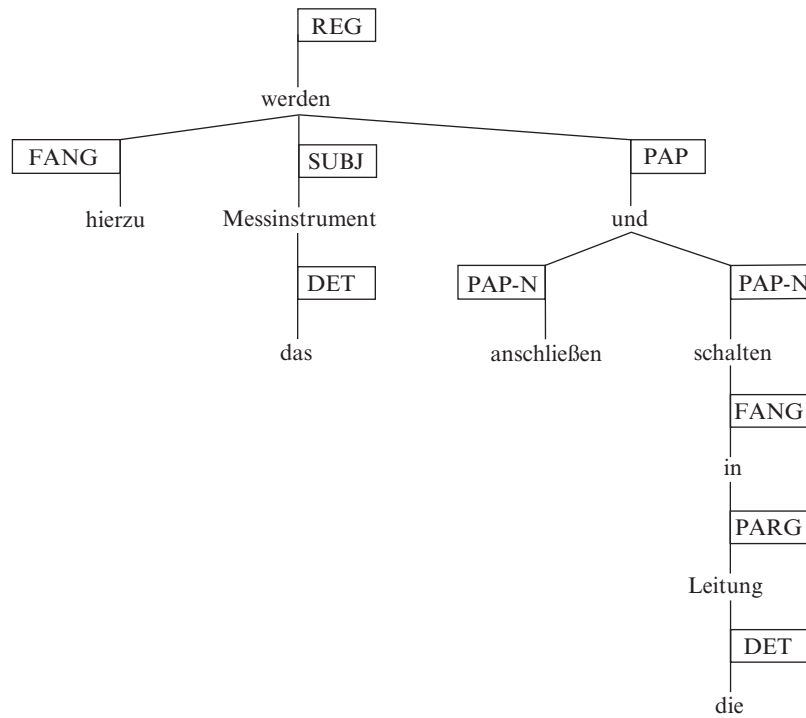 REG
werden
FANG SUBJ PAP
hierzu Messinstrument und
DET PAP-N PAP-N
das anschließen schalten
FANG
in
PARG
Leitung
DET
die